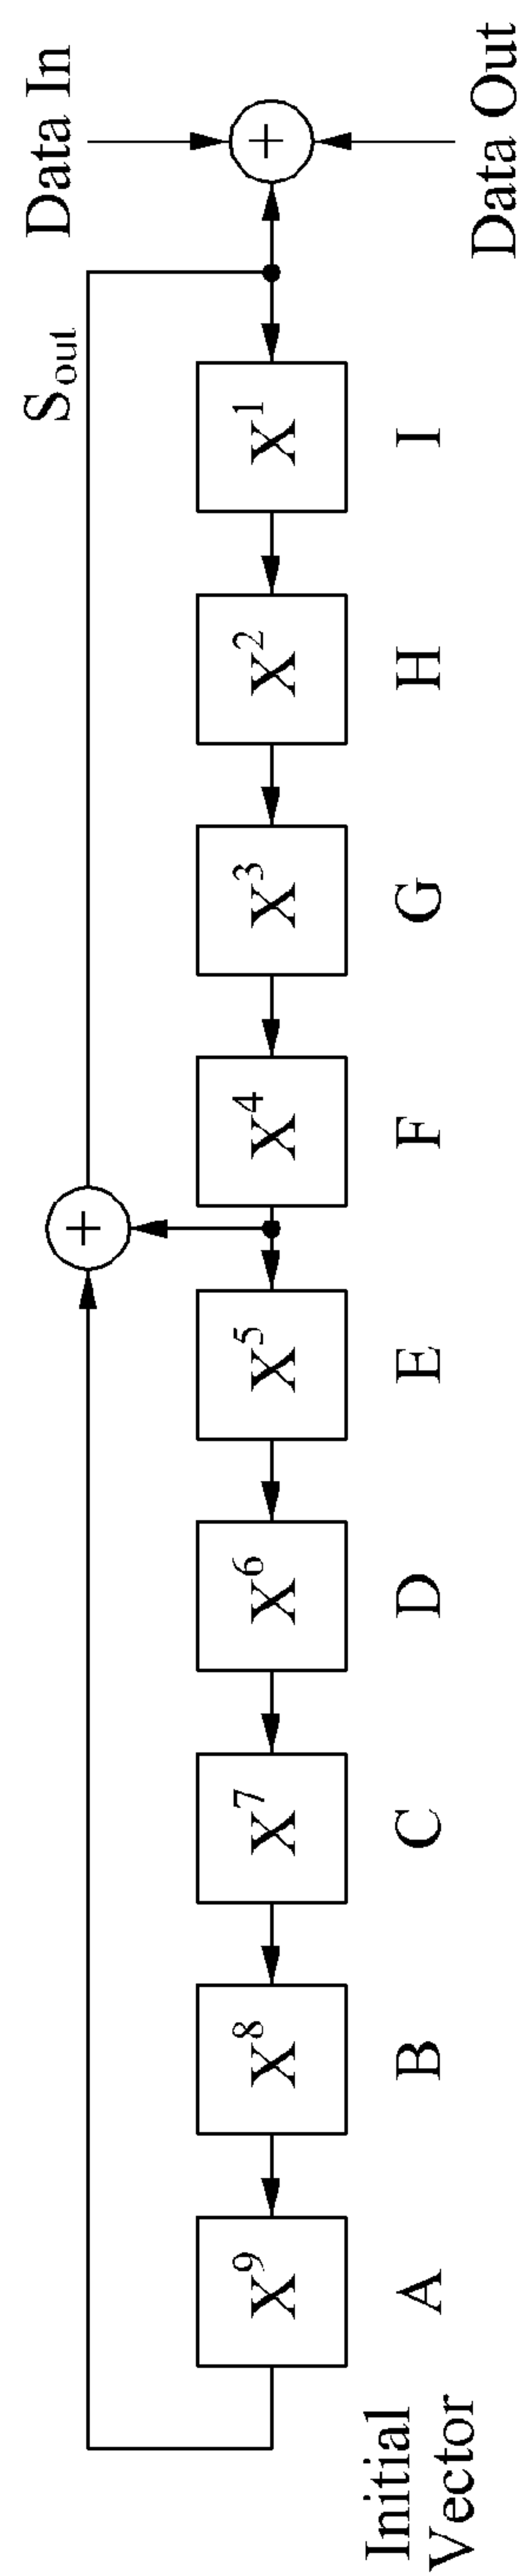 Data In
S_out
+
+
X^9 X^8 X^7 X^6 X^5 X^4 X^3 X^2 X^1
Initial
Vector
A B C D E F G H I
Data Out